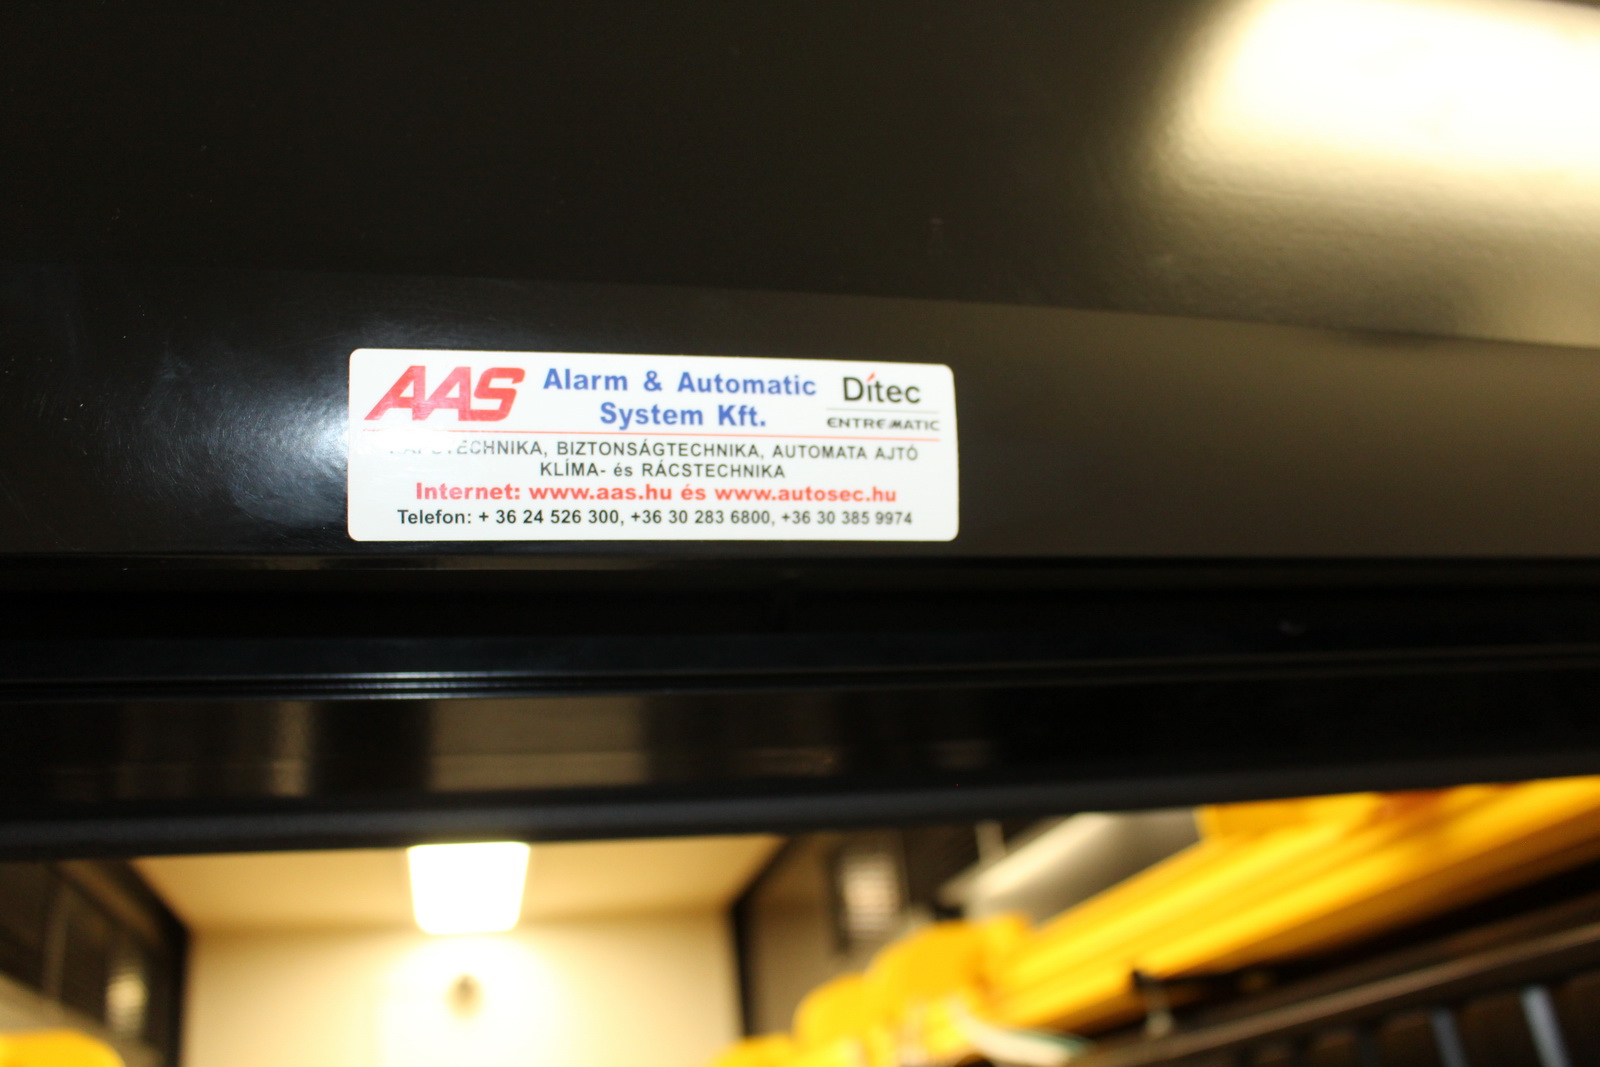 AAS
Alarm & Automatic
System Kft.
Ditec
ENTREMATIC
BIZTONSÁGTECHNIKA, AUTOMATA AJTÓ
KLÍMA- és RÁCSTECHNIKA
Internet: www.aas.hu és www.autosec.hu
Telefon: + 36 24 526 300, +36 30 283 6800, +36 30 385 9974